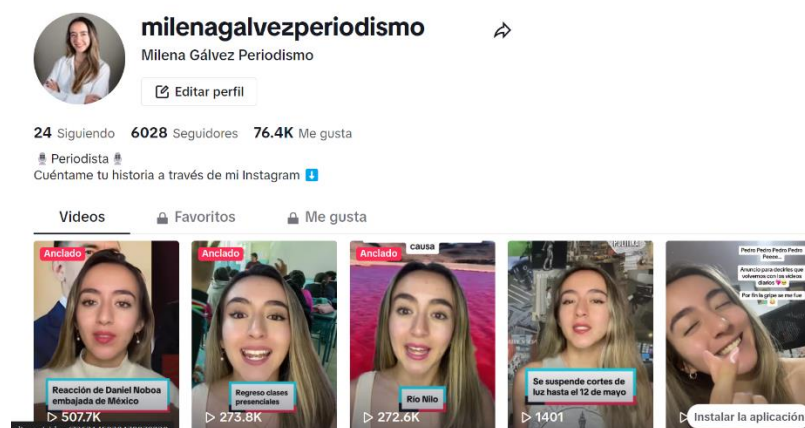 milenagalvezperiodismo
Milena Gálvez Periodismo
Editar perfil
24 Siguiendo 6028 Seguidores 76.4K Me gusta
🎙 Periodista 🎙
Cuéntame tu historia a través de mi Instagram ⬇
Videos Favoritos Me gusta
Anclado
Reacción de Daniel Noboa
embajada de México
507.7K
Anclado
Regreso clases
presenciales
273.8K
Anclado
causa
Río Nilo
272.6K
Se suspende cortes de
luz hasta el 12 de mayo
1401
Pedro Pedro Pedro Pedro
Peeee...
Anuncio para decirles que
volvemos con los videos
diarios
Por fin la gripe se me fue
Instalar la aplicación